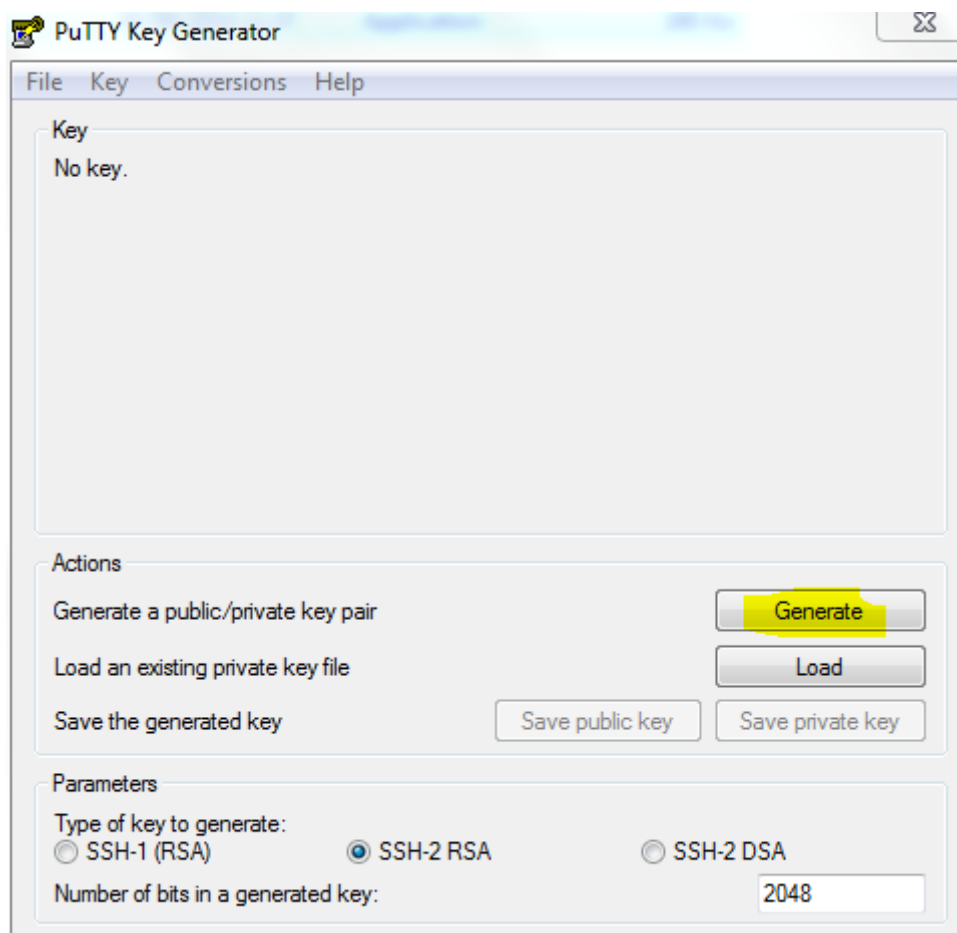 PuTTY Key Generator
File Key Conversions Help
Key
No key.
Actions
Generate a public/private key pair Generate
Load an existing private key file Load
Save the generated key Save public key Save private key
Parameters
Type of key to generate:
SSH-1 (RSA) SSH-2 RSA SSH-2 DSA
Number of bits in a generated key: 2048